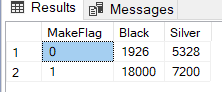 Results Messages
MakeFlag Black Silver
1 0 1926 5328
2 1 18000 7200